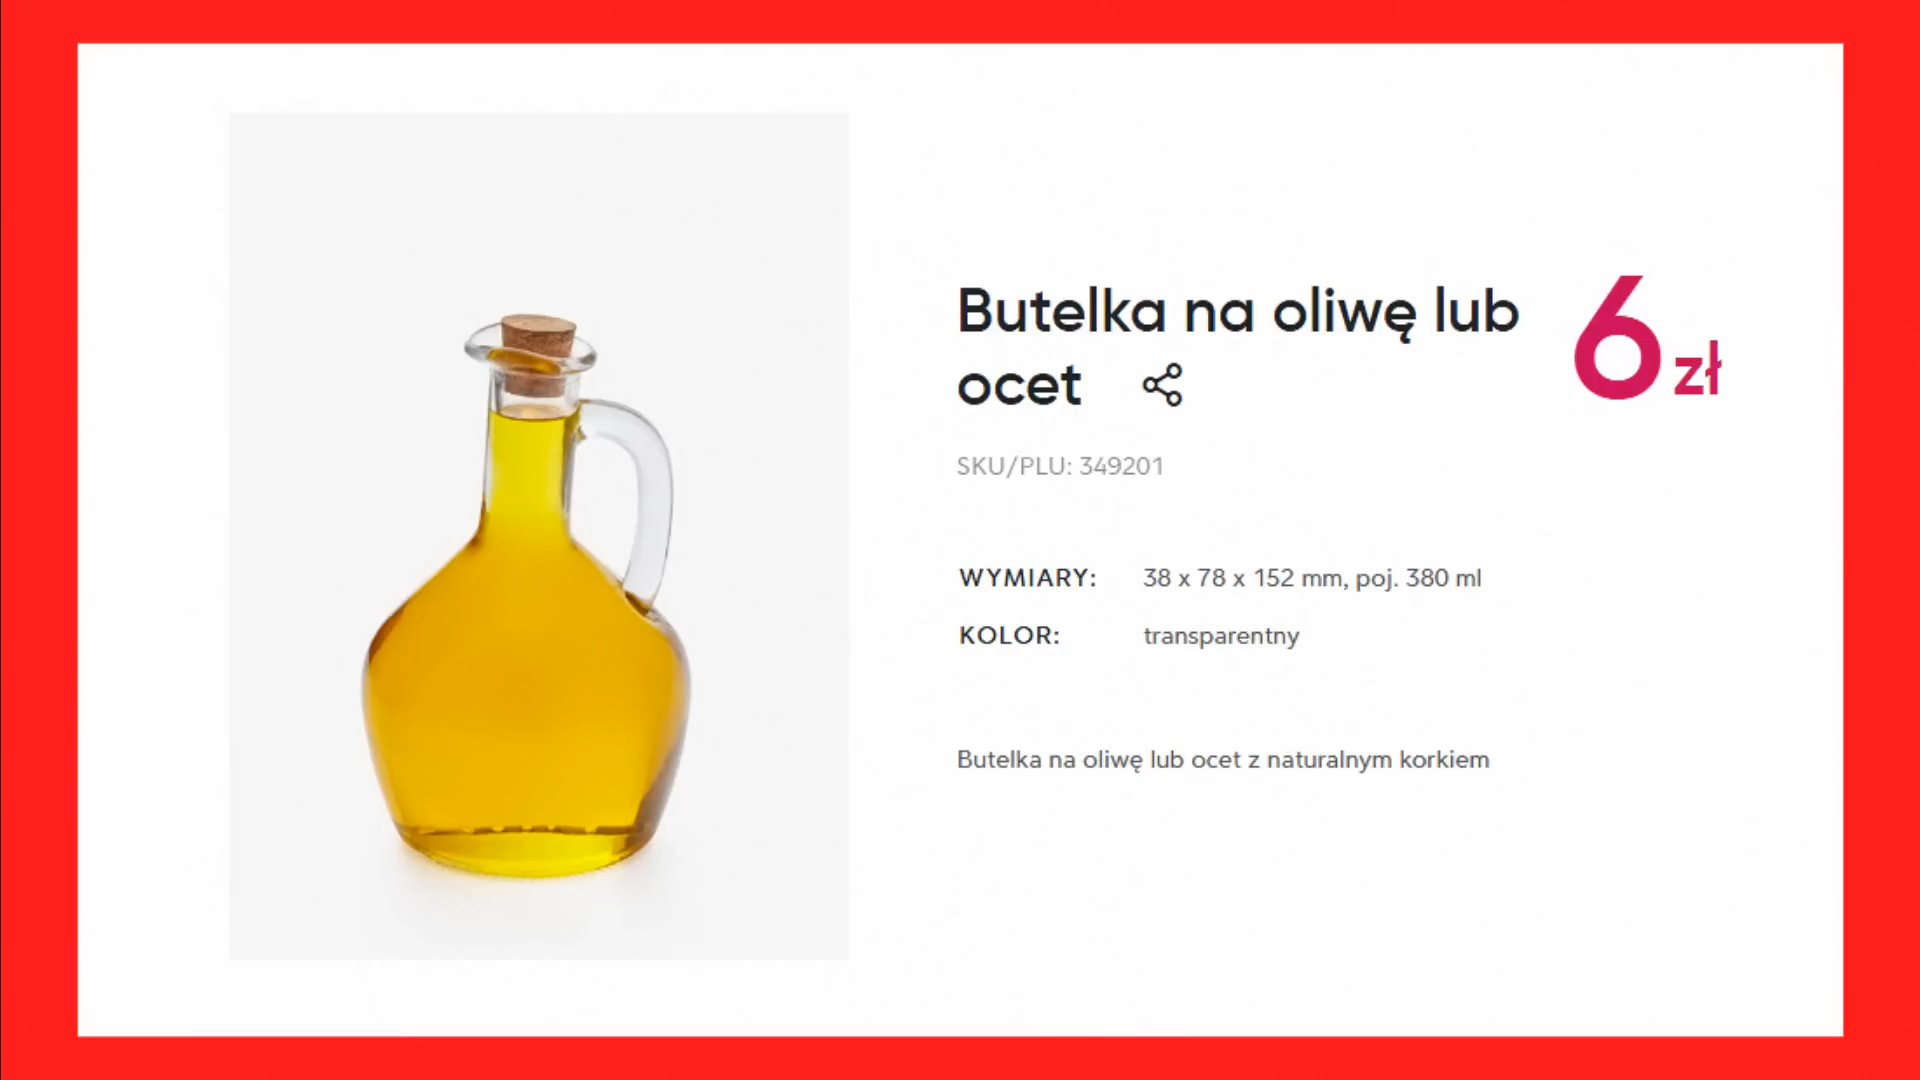 Butelka na oliwę lub
ocet
6 zł
SKU/PLU: 349201
WYMIARY: 38 x 78 x 152 mm, poj. 380 ml
KOLOR: transparentny
Butelka na oliwę lub ocet z naturalnym korkiem